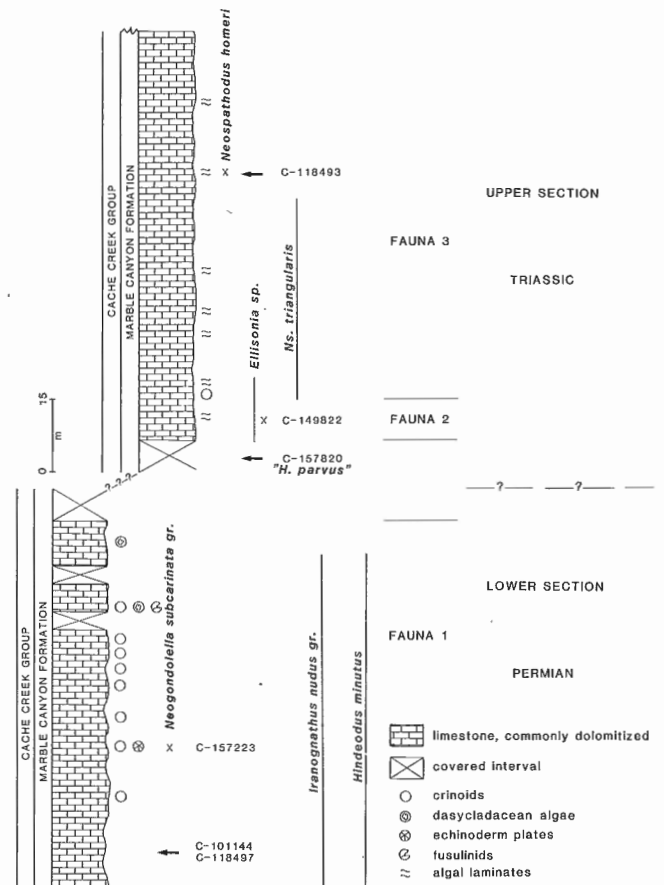 Neospathodus homeri
CACHE CREEK GROUP
MARBLE CANYON FORMATION
x
C-118493
UPPER SECTION
FAUNA 3
TRIASSIC
Ellisonia sp.
Ns. triangularis
15
m
0
x C-149822
FAUNA 2
C-157820
"H. parvus"
?-?-?
—?— —?— —
CACHE CREEK GROUP
MARBLE CANYON FORMATION
Neogondolella subcarinata gr.
Iranognathus nudus gr.
Hindeodus minutus
LOWER SECTION
FAUNA 1
PERMIAN
x C-157223
C-101144
C-118497
limestone, commonly dolomitized
covered interval
crinoids
dasycladacean algae
echinoderm plates
fusulinids
algal laminates